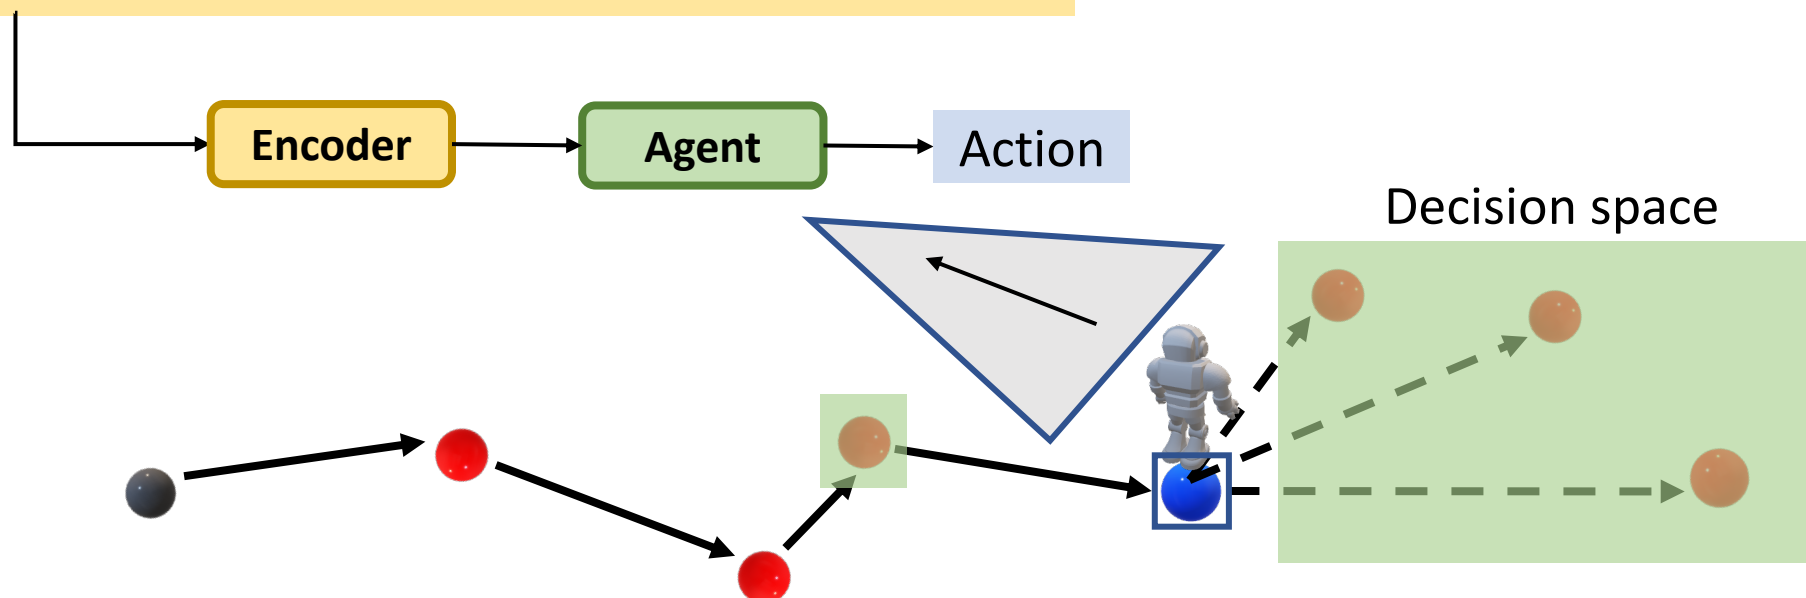 Encoder
Agent
Action
Decision space